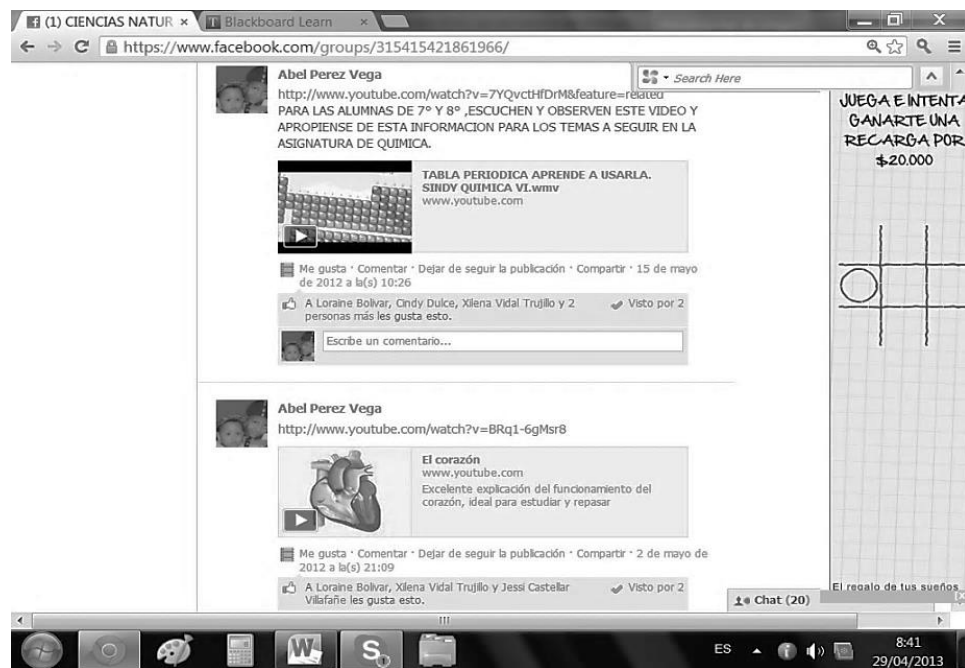 (1) CIENCIAS NATUR ×
Blackboard Learn ×
https://www.facebook.com/groups/315415421861966/
Search Here
Abel Perez Vega
http://www.youtube.com/watch?v=7YQvctHfDrM&feature=related
PARA LAS ALUMNAS DE 7° Y 8° ,ESCUCHEN Y OBSERVEN ESTE VIDEO Y
APROPIENSE DE ESTA INFORMACION PARA LOS TEMAS A SEGUIR EN LA
ASIGNATURA DE QUIMICA.
TABLA PERIODICA APRENDE A USARLA.
SINDY QUIMICA VI.wmv
www.youtube.com
Me gusta · Comentar · Dejar de seguir la publicación · Compartir · 15 de mayo
de 2012 a la(s) 10:26
A Loraine Bolivar, Cindy Dulce, Xilena Vidal Trujillo y 2
personas más les gusta esto.
Visto por 2
Escribe un comentario...
Abel Perez Vega
http://www.youtube.com/watch?v=BRq1-6gMsr8
El corazón
www.youtube.com
Excelente explicación del funcionamiento del
corazón, ideal para estudiar y repasar
Me gusta · Comentar · Dejar de seguir la publicación · Compartir · 2 de mayo de
2012 a la(s) 21:09
A Loraine Bolivar, Xilena Vidal Trujillo y Jessi Castellar
Villafañe les gusta esto.
Visto por 2
JUEGA E INTENTA
GANARTE UNA
RECARGA POR
$20.000
El regalo de tus sueños
Chat (20)
ES
8:41
29/04/2013